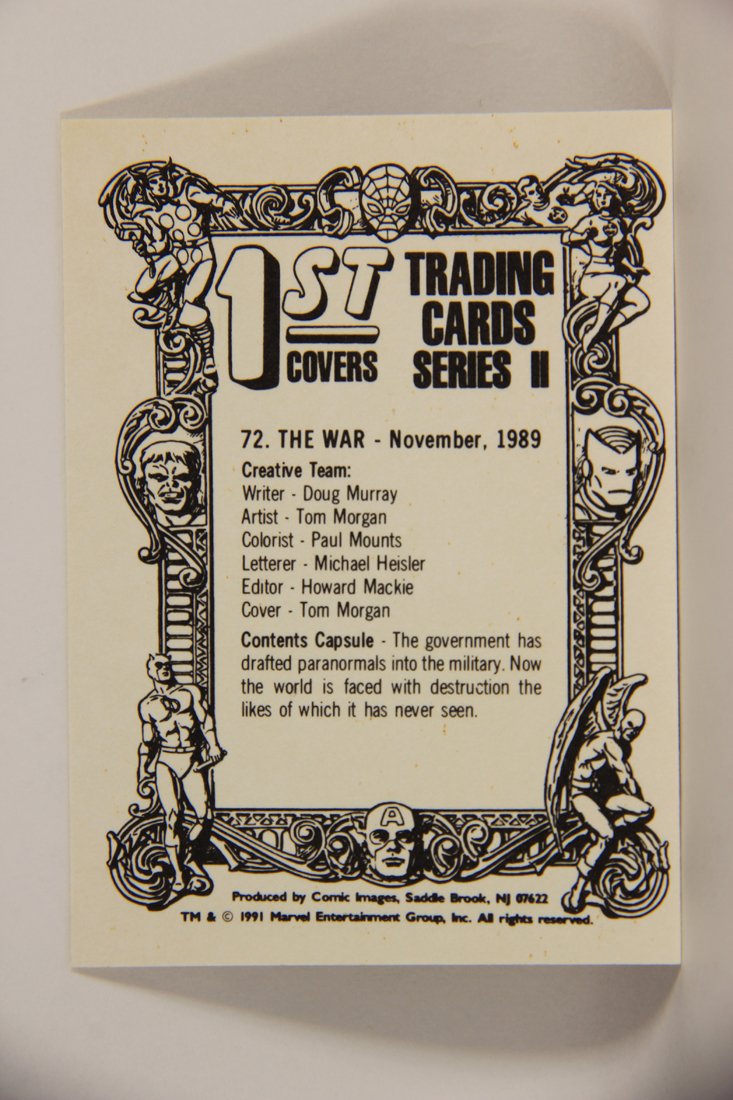 1ST COVERS
TRADING CARDS SERIES II
72. THE WAR - November, 1989
Creative Team:
Writer - Doug Murray
Artist - Tom Morgan
Colorist - Paul Mounts
Letterer - Michael Heisler
Editor - Howard Mackie
Cover - Tom Morgan
Contents Capsule - The government has
drafted paranormals into the military. Now
the world is faced with destruction the
likes of which it has never seen.
A
Produced by Comic Images, Saddle Brook, NJ 07622
TM & © 1991 Marvel Entertainment Group, Inc. All rights reserved.